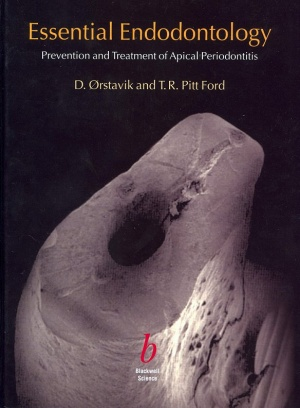 Essential Endodontology
Prevention and Treatment of Apical Periodontitis
D. Ørstavik and T. R. Pitt Ford
b
Blackwell
Science